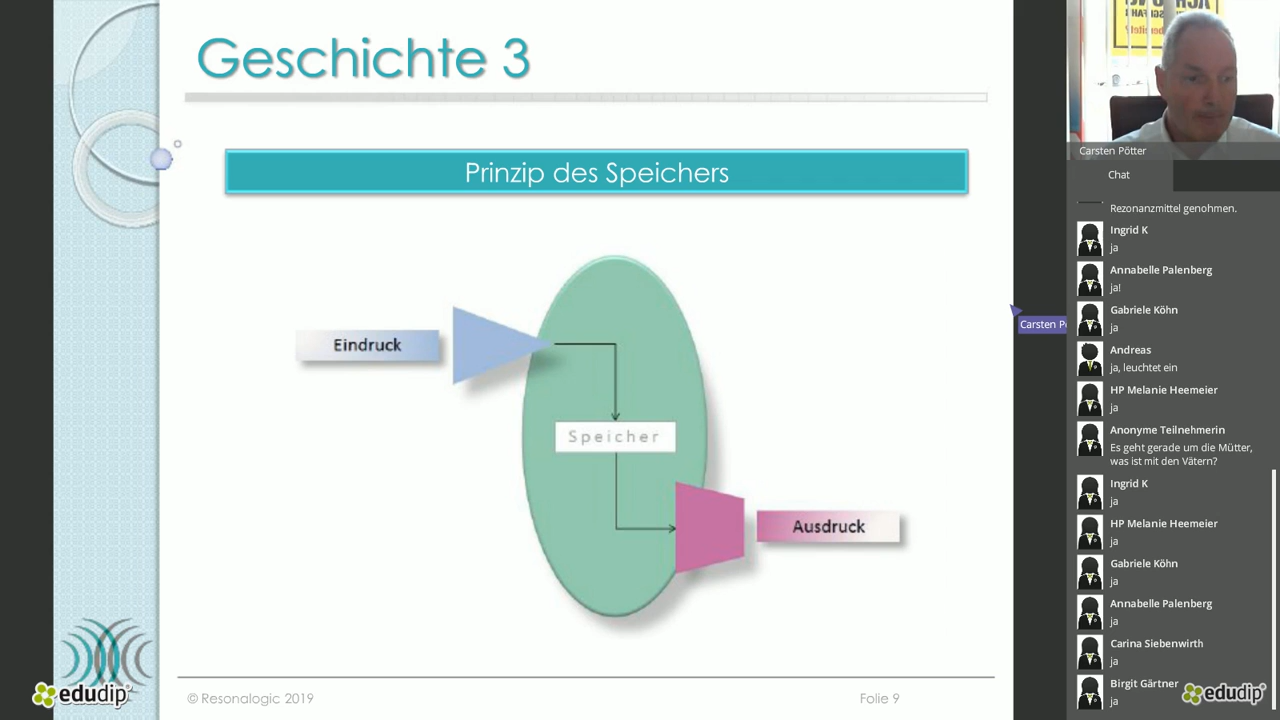 Geschichte 3
Prinzip des Speichers
Eindruck
Speicher
Ausdruck
© Resonalogic 2019
Folie 9
edudip
Carsten Pötter
Chat
Rezonanzmittel genohmen.
Ingrid K
ja
Annabelle Palenberg
ja!
Gabriele Köhn
ja
Andreas
ja, leuchtet ein
HP Melanie Heemeier
ja
Anonyme Teilnehmerin
Es geht gerade um die Mütter,
was ist mit den Vätern?
Ingrid K
ja
HP Melanie Heemeier
ja
Gabriele Köhn
ja
Annabelle Palenberg
ja
Carina Siebenwirth
ja
Birgit Gärtner
ja
edudip
Carsten Pö